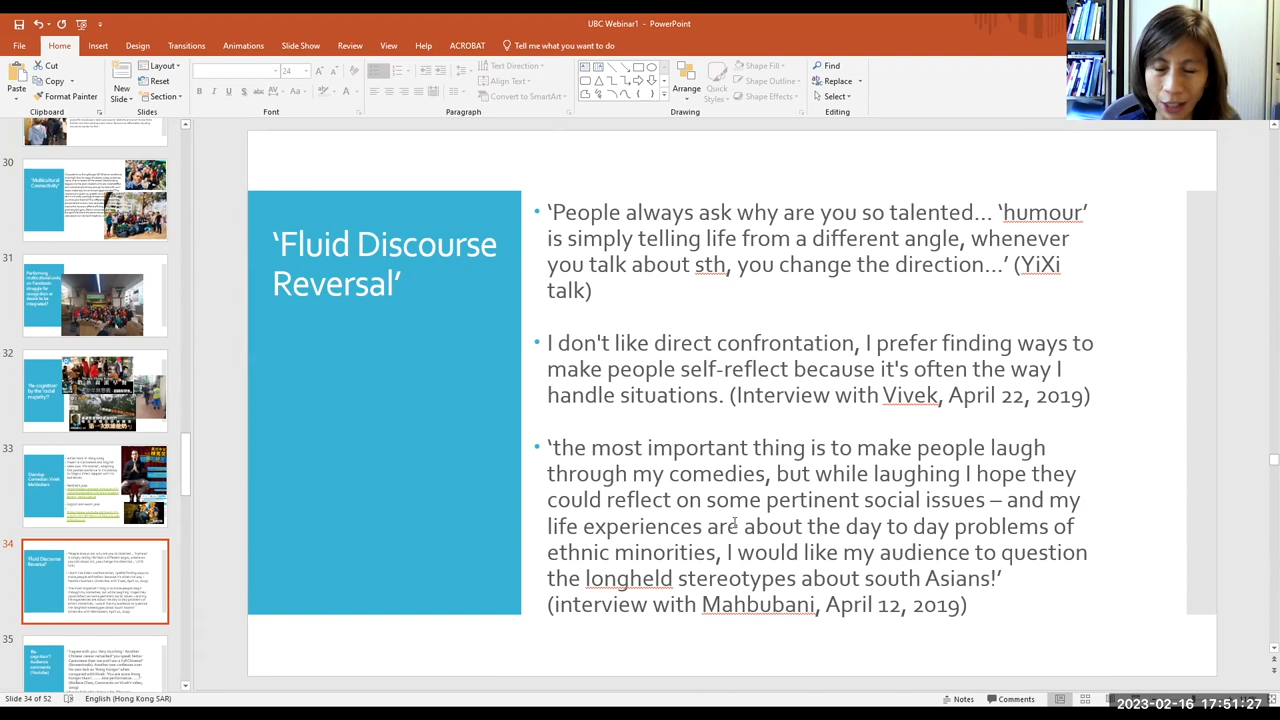 UBC Webinar1 - PowerPoint
File Home Insert Design Transitions Animations Slide Show Review View Help ACROBAT Tell me what you want to do
Cut
Copy
Format Painter
Paste
Clipboard
New Slide
Layout
Reset
Section
Slides
24
Font
Text Direction
Align Text
Convert to SmartArt
Paragraph
Arrange
Quick Styles
Shape Fill
Shape Outline
Shape Effects
Drawing
Find
Replace
Select
Editing
30
'Multicultural Connectivity'
31
32
33
34
'Fluid Discourse Reversal'
35
‘Fluid Discourse
Reversal’
• ‘People always ask why are you so talented... ‘humour’
is simply telling life from a different angle, whenever
you talk about sth, you change the direction...’ (YiXi
talk)
• I don't like direct confrontation, I prefer finding ways to
make people self-reflect because it's often the way I
handle situations. (Interview with Vivek, April 22, 2019)
• ‘the most important thing is to make people laugh
through my comedies, but while laughing I hope they
could reflect on some pertinent social issues – and my
life experiences are about the day to day problems of
ethnic minorities, I would like my audience to question
the longheld stereotypes about south Asians!’
(interview with Mahbubani, April 12, 2019)
Slide 34 of 52 English (Hong Kong SAR) Notes Comments
2023-02-16 17:51:27